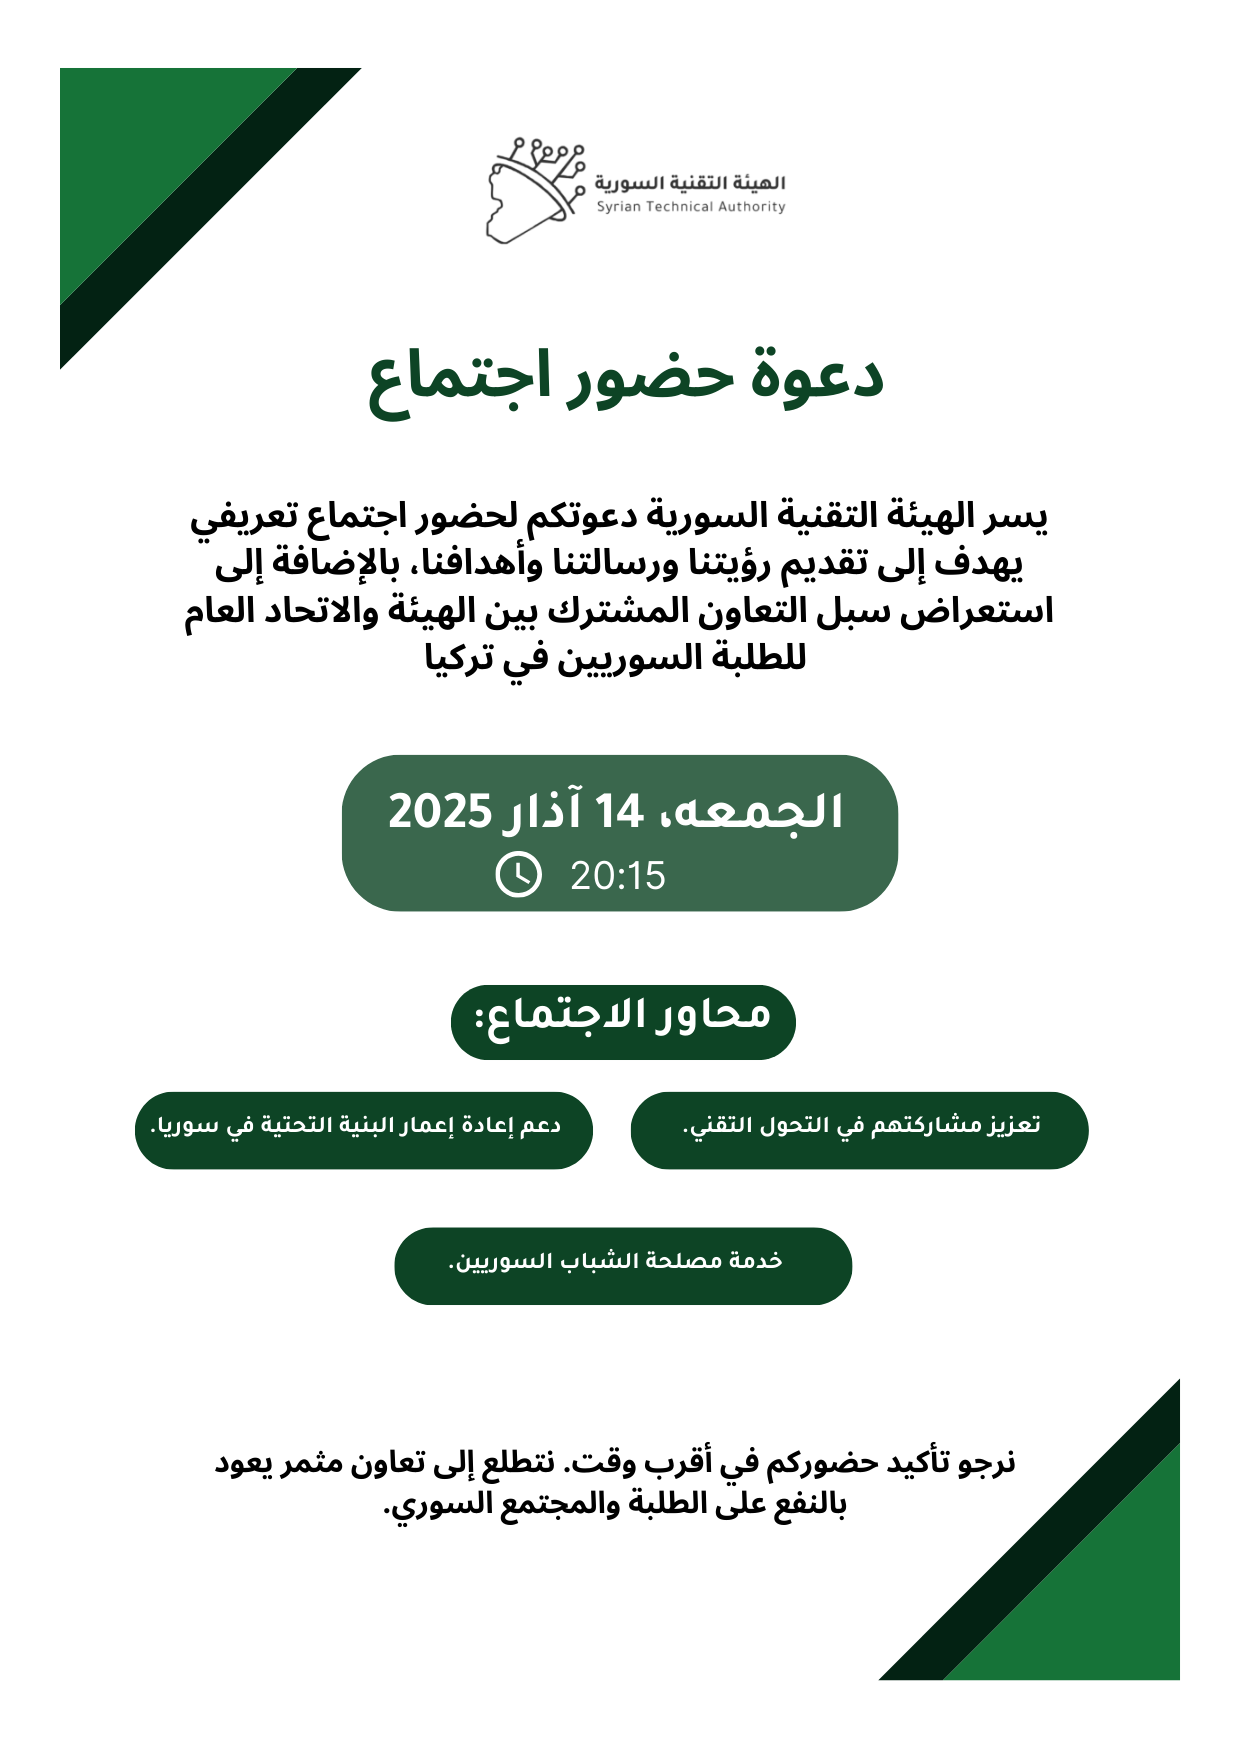 الهيئة التقنية السورية
Syrian Technical Authority
دعوة حضور اجتماع
يسر الهيئة التقنية السورية دعوتكم لحضور اجتماع تعريفي
يهدف إلى تقديم رؤيتنا ورسالتنا وأهدافنا، بالإضافة إلى
استعراض سبل التعاون المشترك بين الهيئة والاتحاد العام
للطلبة السوريين في تركيا
الجمعه، 14 آذار 2025
20:15
محاور الاجتماع:
تعزيز مشاركتهم في التحول التقني.
دعم إعادة إعمار البنية التحتية في سوريا.
خدمة مصلحة الشباب السوريين.
نرجو تأكيد حضوركم في أقرب وقت. نتطلع إلى تعاون مثمر يعود
بالنفع على الطلبة والمجتمع السوري.